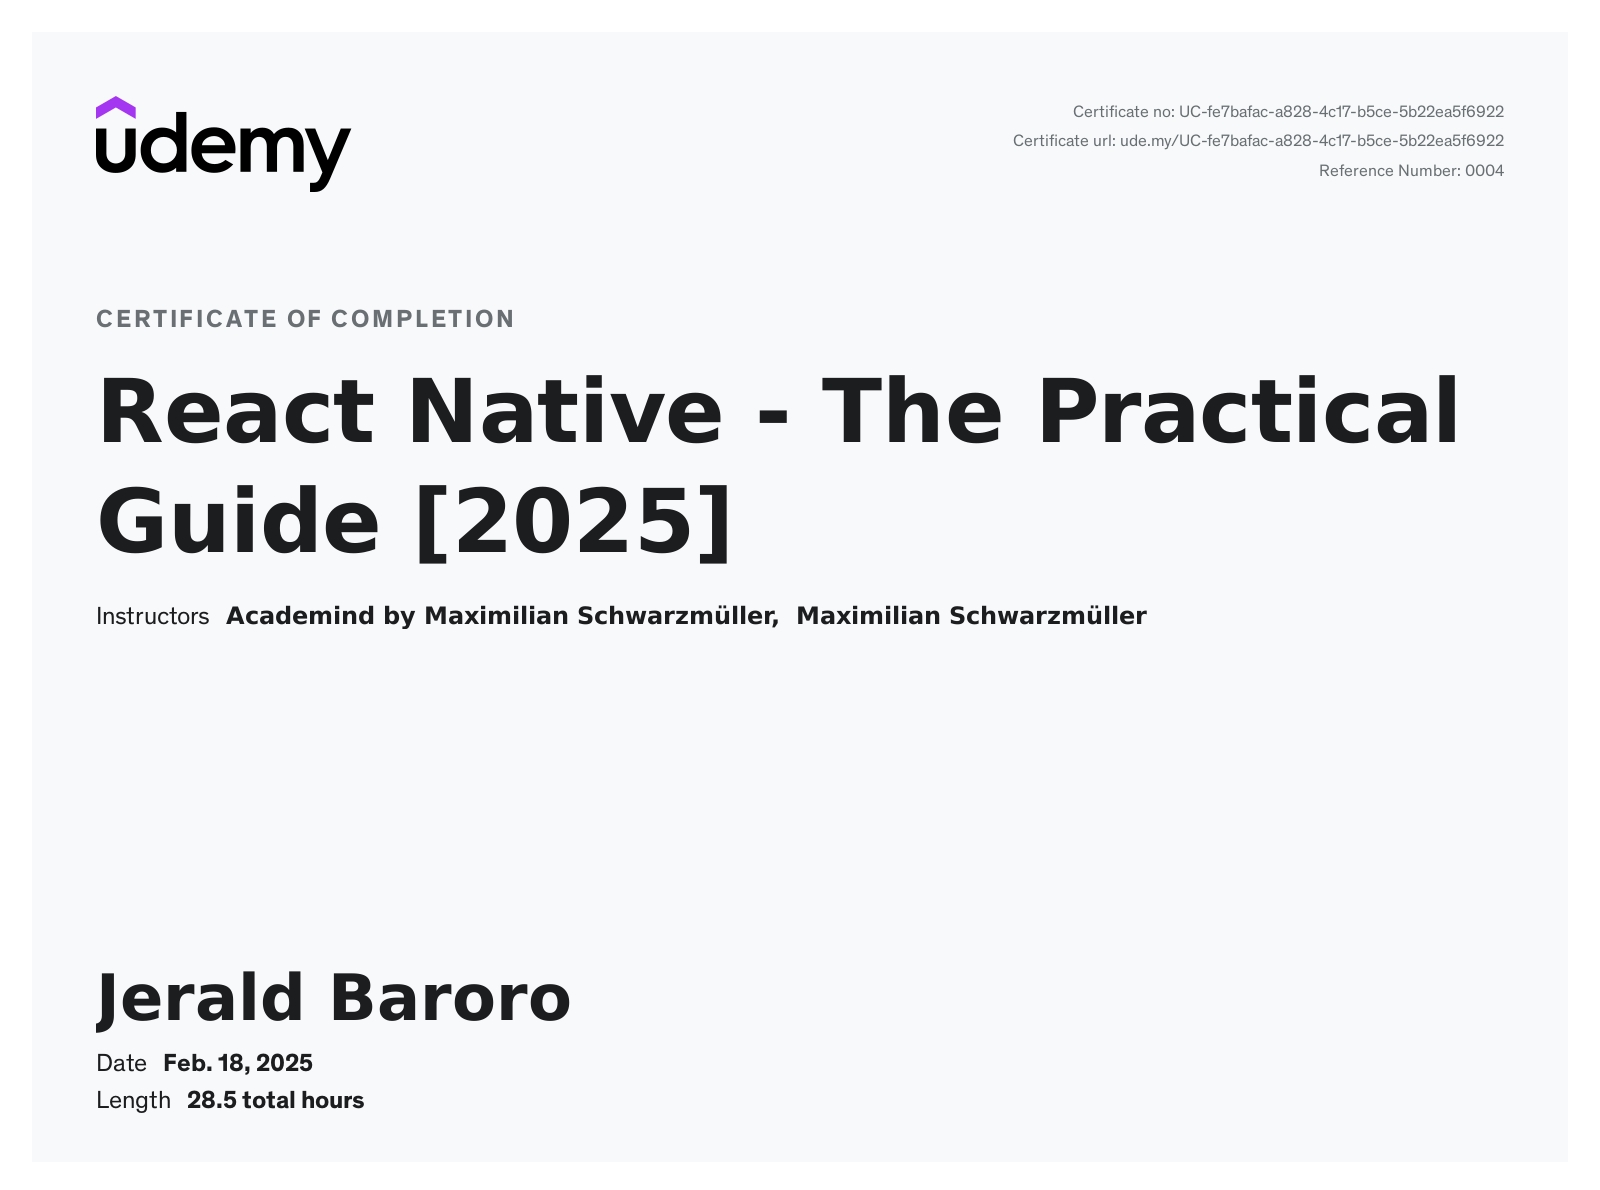 udemy
Certificate no: UC-fe7bafac-a828-4c17-b5ce-5b22ea5f6922
Certificate url: ude.my/UC-fe7bafac-a828-4c17-b5ce-5b22ea5f6922
Reference Number: 0004
CERTIFICATE OF COMPLETION
React Native - The Practical
Guide [2025]
Instructors Academind by Maximilian Schwarzmüller, Maximilian Schwarzmüller
Jerald Baroro
Date Feb. 18, 2025
Length 28.5 total hours